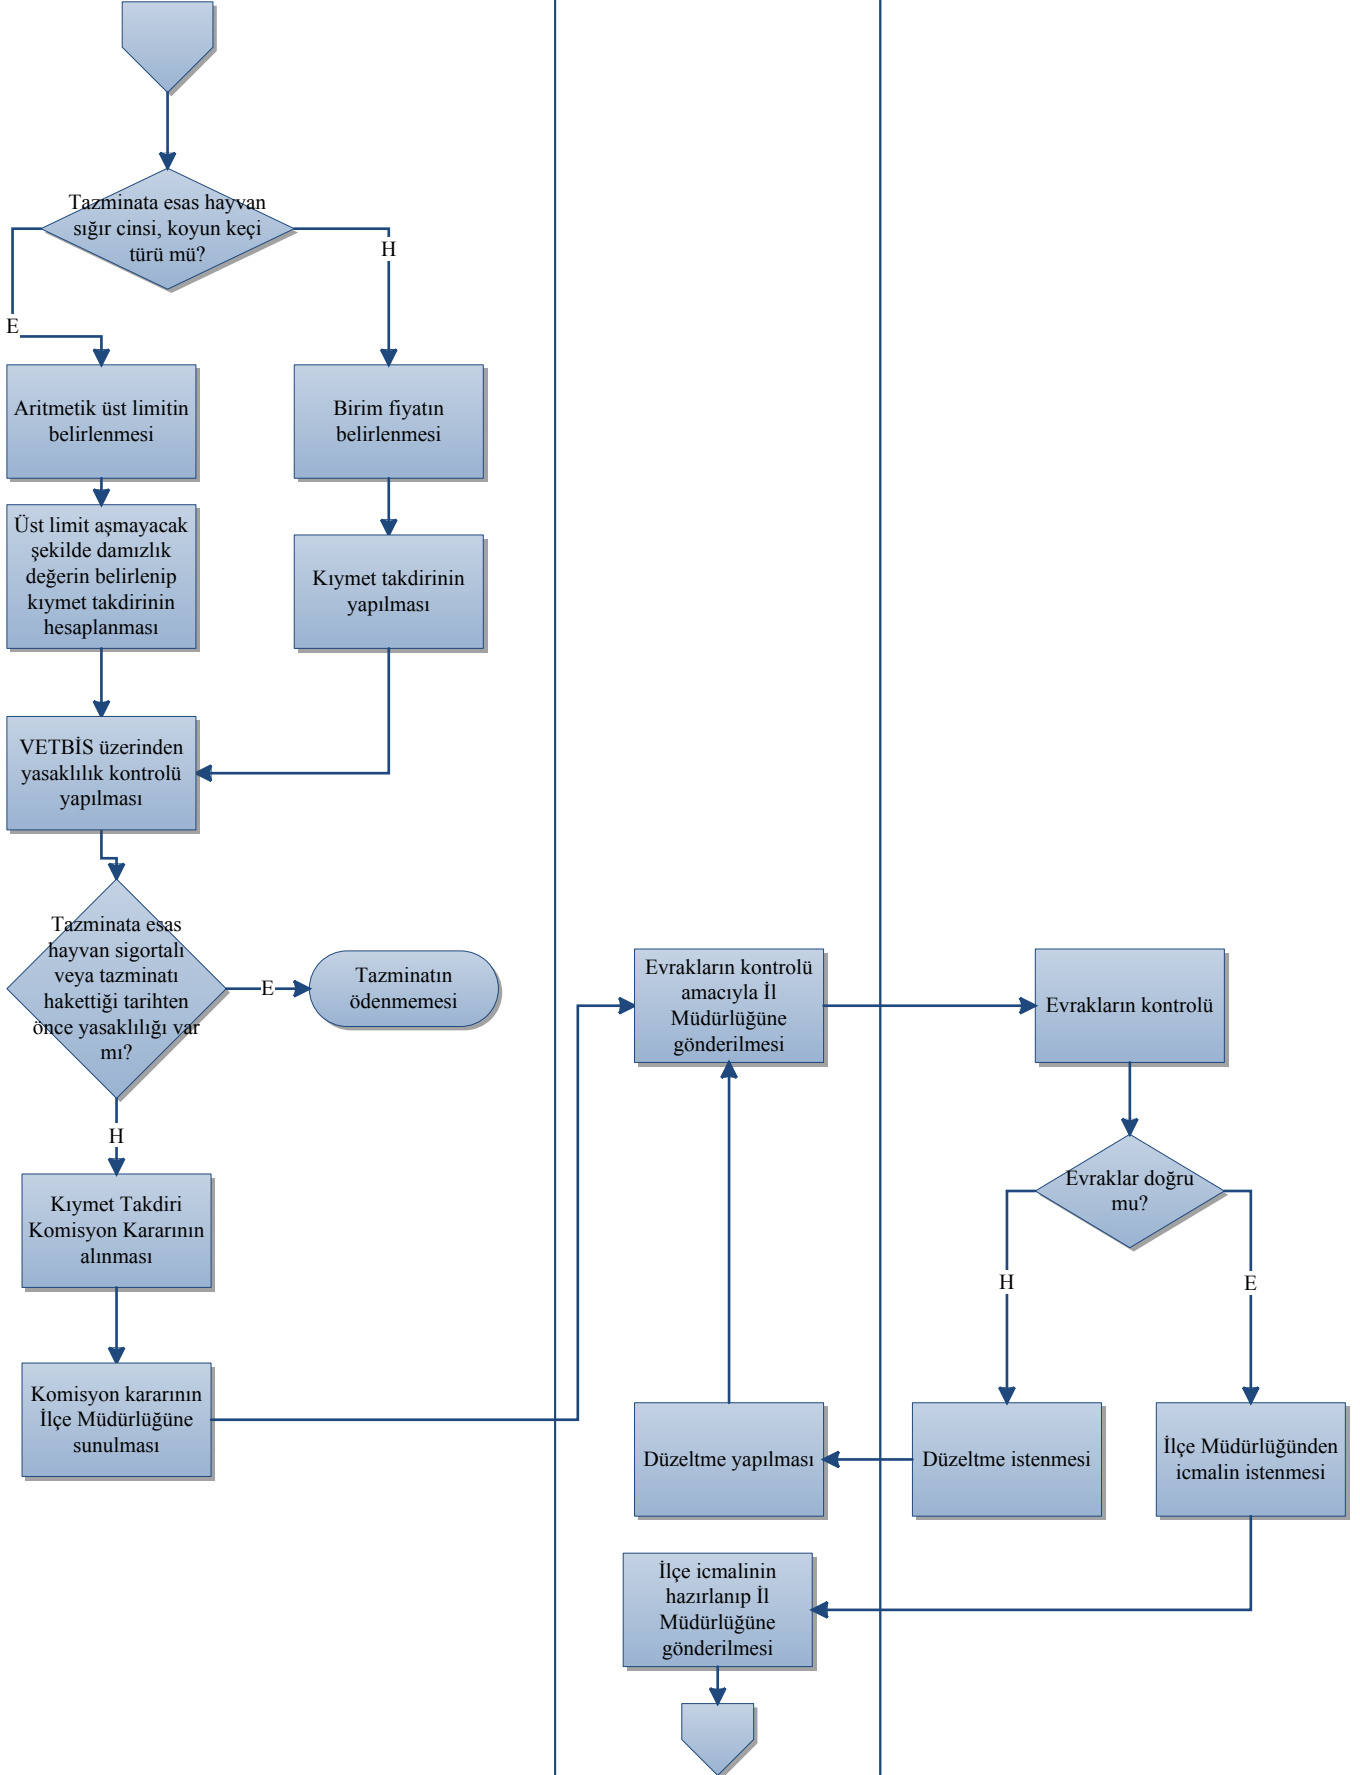 Tazminata esas hayvan
sığır cinsi, koyun keçi
türü mü?
H
E
Aritmetik üst limitin
belirlenmesi
Birim fiyatın
belirlenmesi
Üst limit aşmayacak
şekilde damızlık
değerin belirlenip
kıymet takdirinin
hesaplanması
Kıymet takdirinin
yapılması
VETBİS üzerinden
yasaklılık kontrolü
yapılması
Tazminata esas
hayvan sigortalı
veya tazminatı
hakettiği tarihten
önce yasaklılığı var
mı?
E
Tazminatın
ödenmemesi
Evrakların kontrolü
amacıyla İl
Müdürlüğüne
gönderilmesi
Evrakların kontrolü
H
Evraklar doğru
mu?
Kıymet Takdiri
Komisyon Kararının
alınması
H
E
Komisyon kararının
İlçe Müdürlüğüne
sunulması
Düzeltme yapılması
Düzeltme istenmesi
İlçe Müdürlüğünden
icmalin istenmesi
İlçe icmalinin
hazırlanıp İl
Müdürlüğüne
gönderilmesi